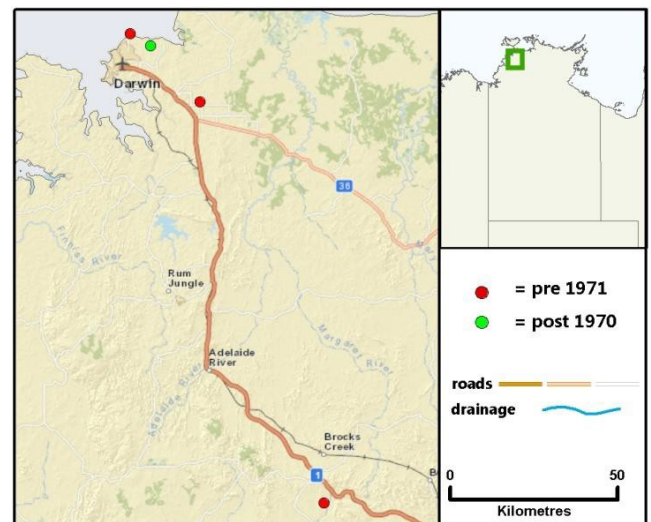 Darwin
36
Finniss River
Rum
Jungle
Margaret River
Adelaide
River
Adelaide River
Brocks
Creek
1
= pre 1971
= post 1970
roads
drainage
0
50
Kilometres